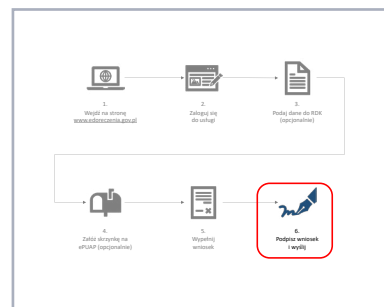 1.
Wejdź na stronę
www.edoreczenia.gov.pl
2.
Zaloguj się
do usługi
3.
Podaj dane do RDK
(opcjonalnie)
4.
Załóż skrzynkę na
ePUAP (opcjonalnie)
5.
Wypełnij
wniosek
6.
Podpisz wniosek
i wyślij